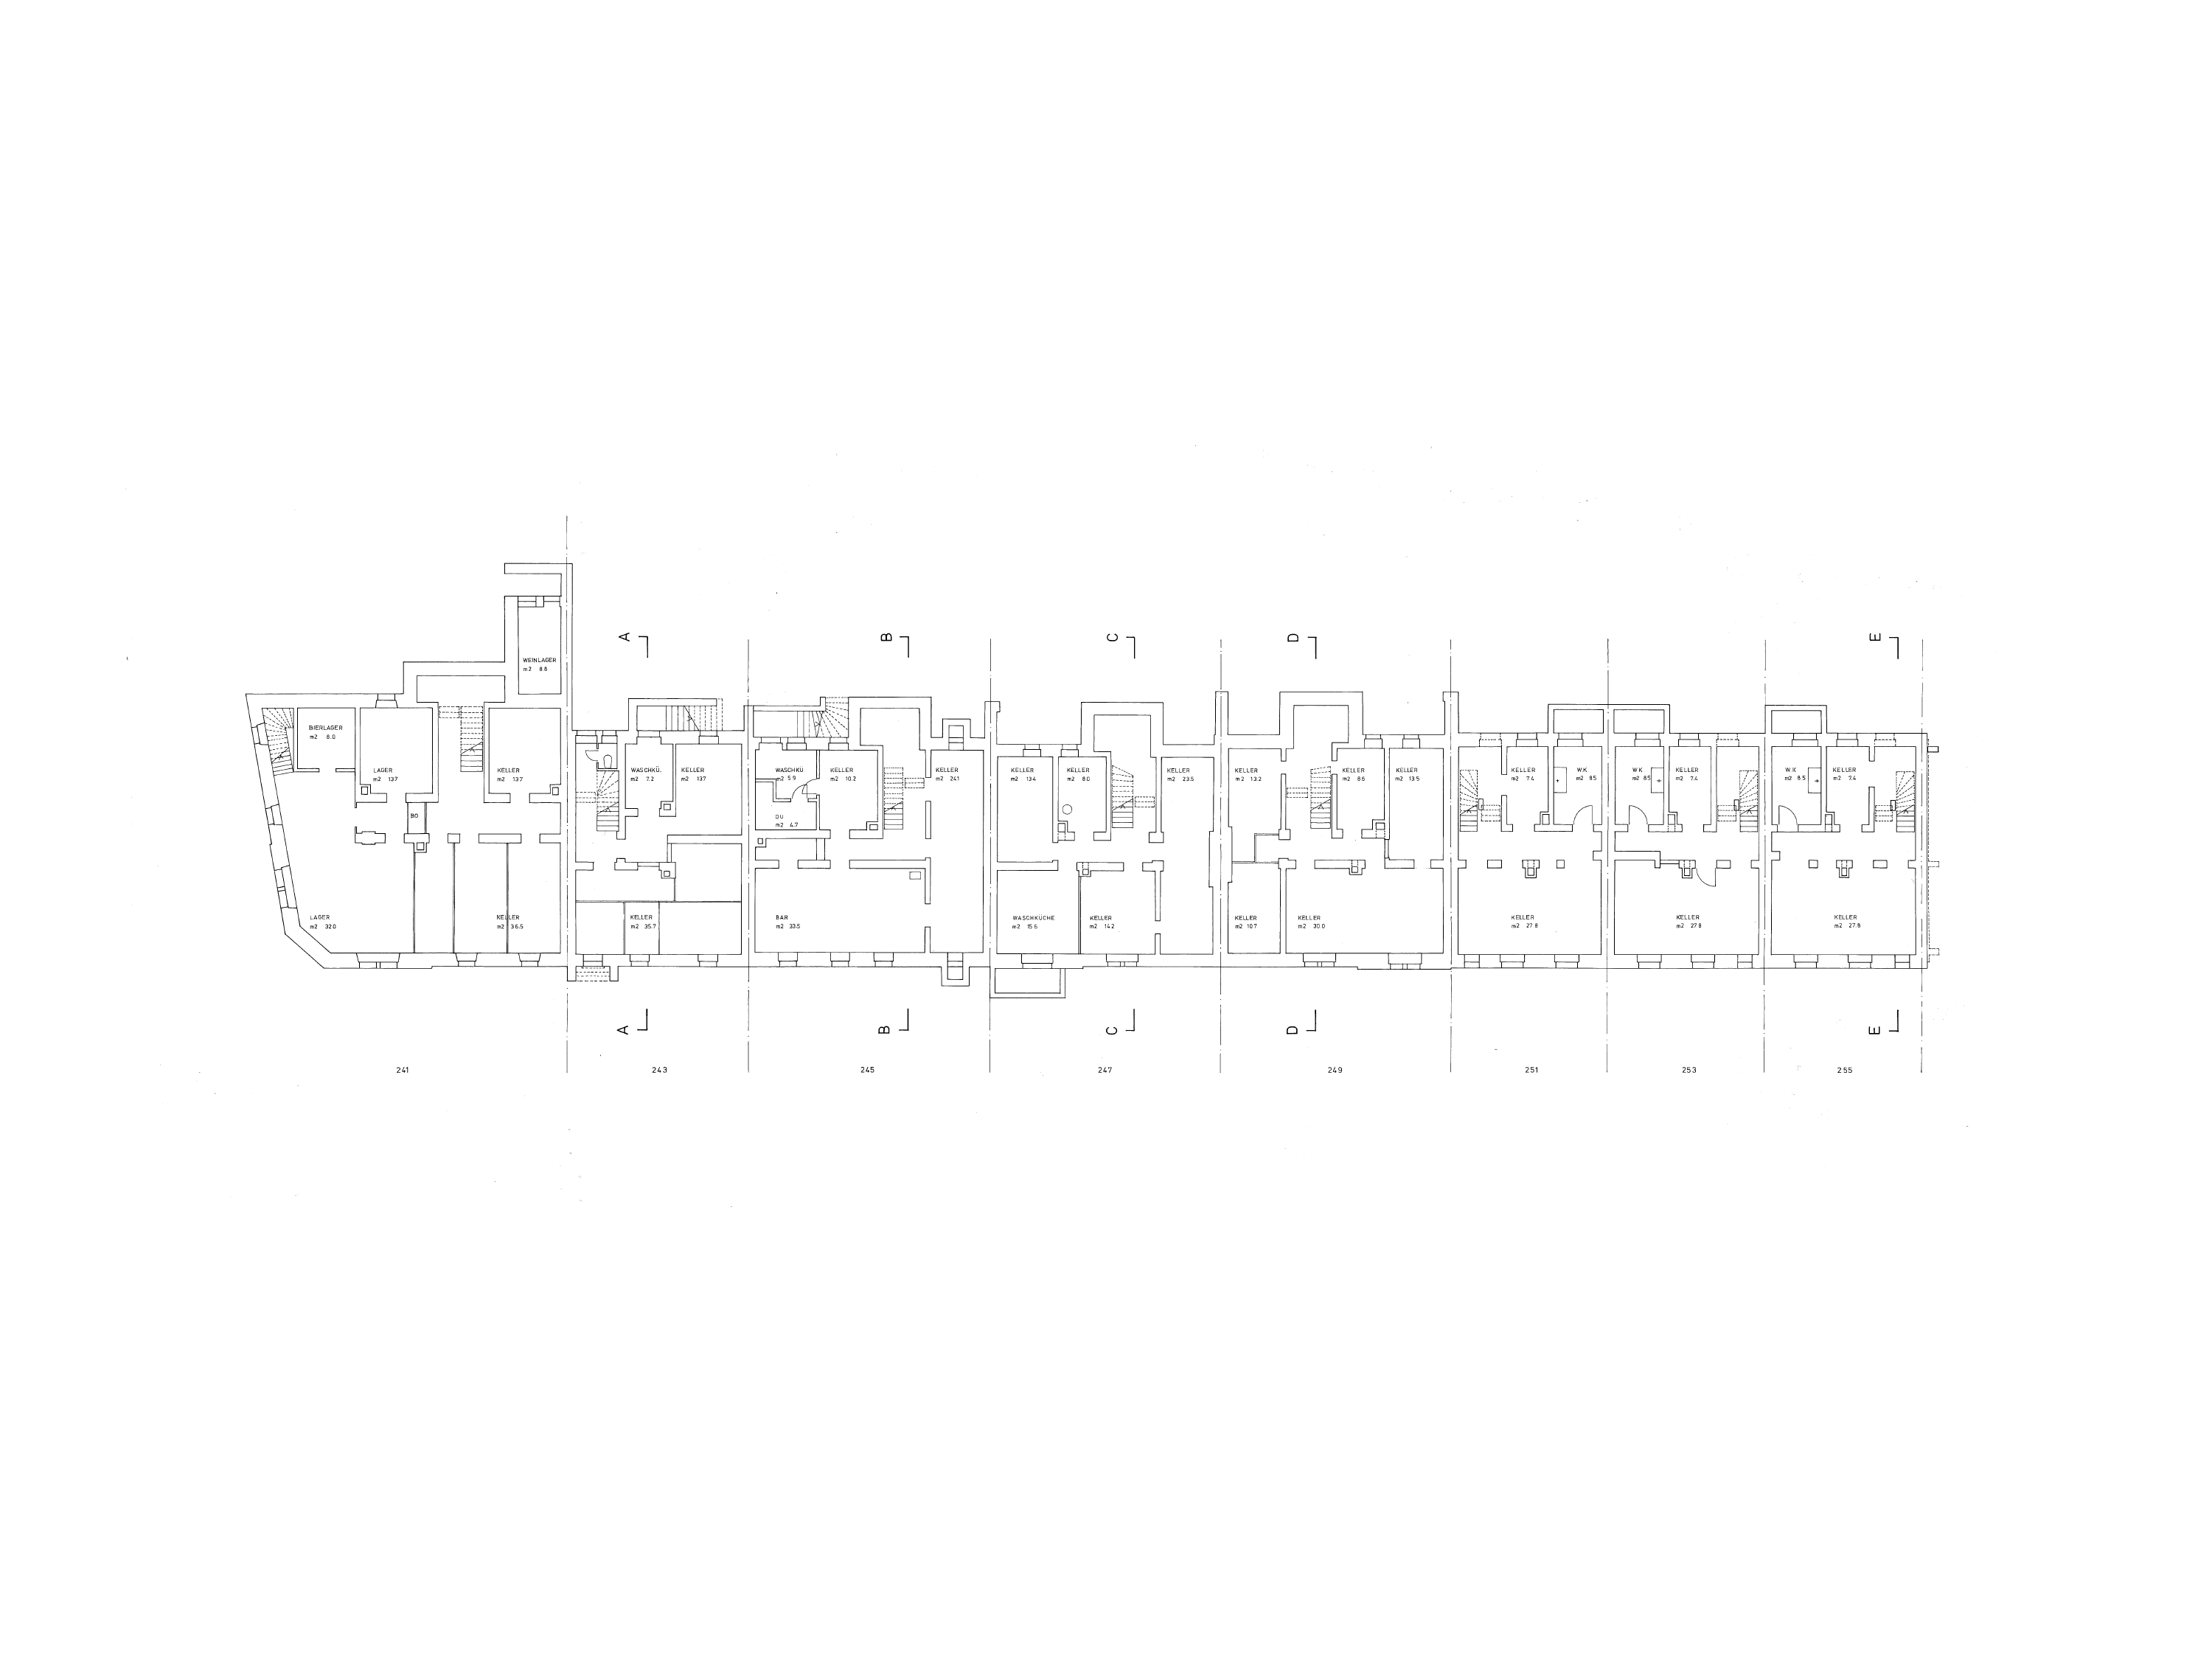 A
B
C
D
E
WEINLAGER
m2 8.6
BIERLAGER
m2 8.0
LAGER
m2 13.7
KELLER
m2 13.7
WASCHKÜ.
m2 7.2
KELLER
m2 13.7
WASCHKÜ
m2 5.9
KELLER
m2 10.2
KELLER
m2 24.1
KELLER
m2 13.4
KELLER
m2 8.0
KELLER
m2 23.5
KELLER
m2 13.2
KELLER
m2 8.6
KELLER
m2 13.5
KELLER
m2 7.4
W.K
m2 8.5
W.K
m2 8.5
KELLER
m2 7.4
W.K
m2 8.5
KELLER
m2 7.4
BO
DU
m2 4.7
LAGER
m2 32.0
KELLER
m2 36.5
KELLER
m2 35.7
BAR
m2 33.5
WASCHKÜCHE
m2 15.6
KELLER
m2 14.2
KELLER
m2 10.7
KELLER
m2 30.0
KELLER
m2 27.8
KELLER
m2 27.8
KELLER
m2 27.8
A
B
C
D
E
241
243
245
247
249
251
253
255